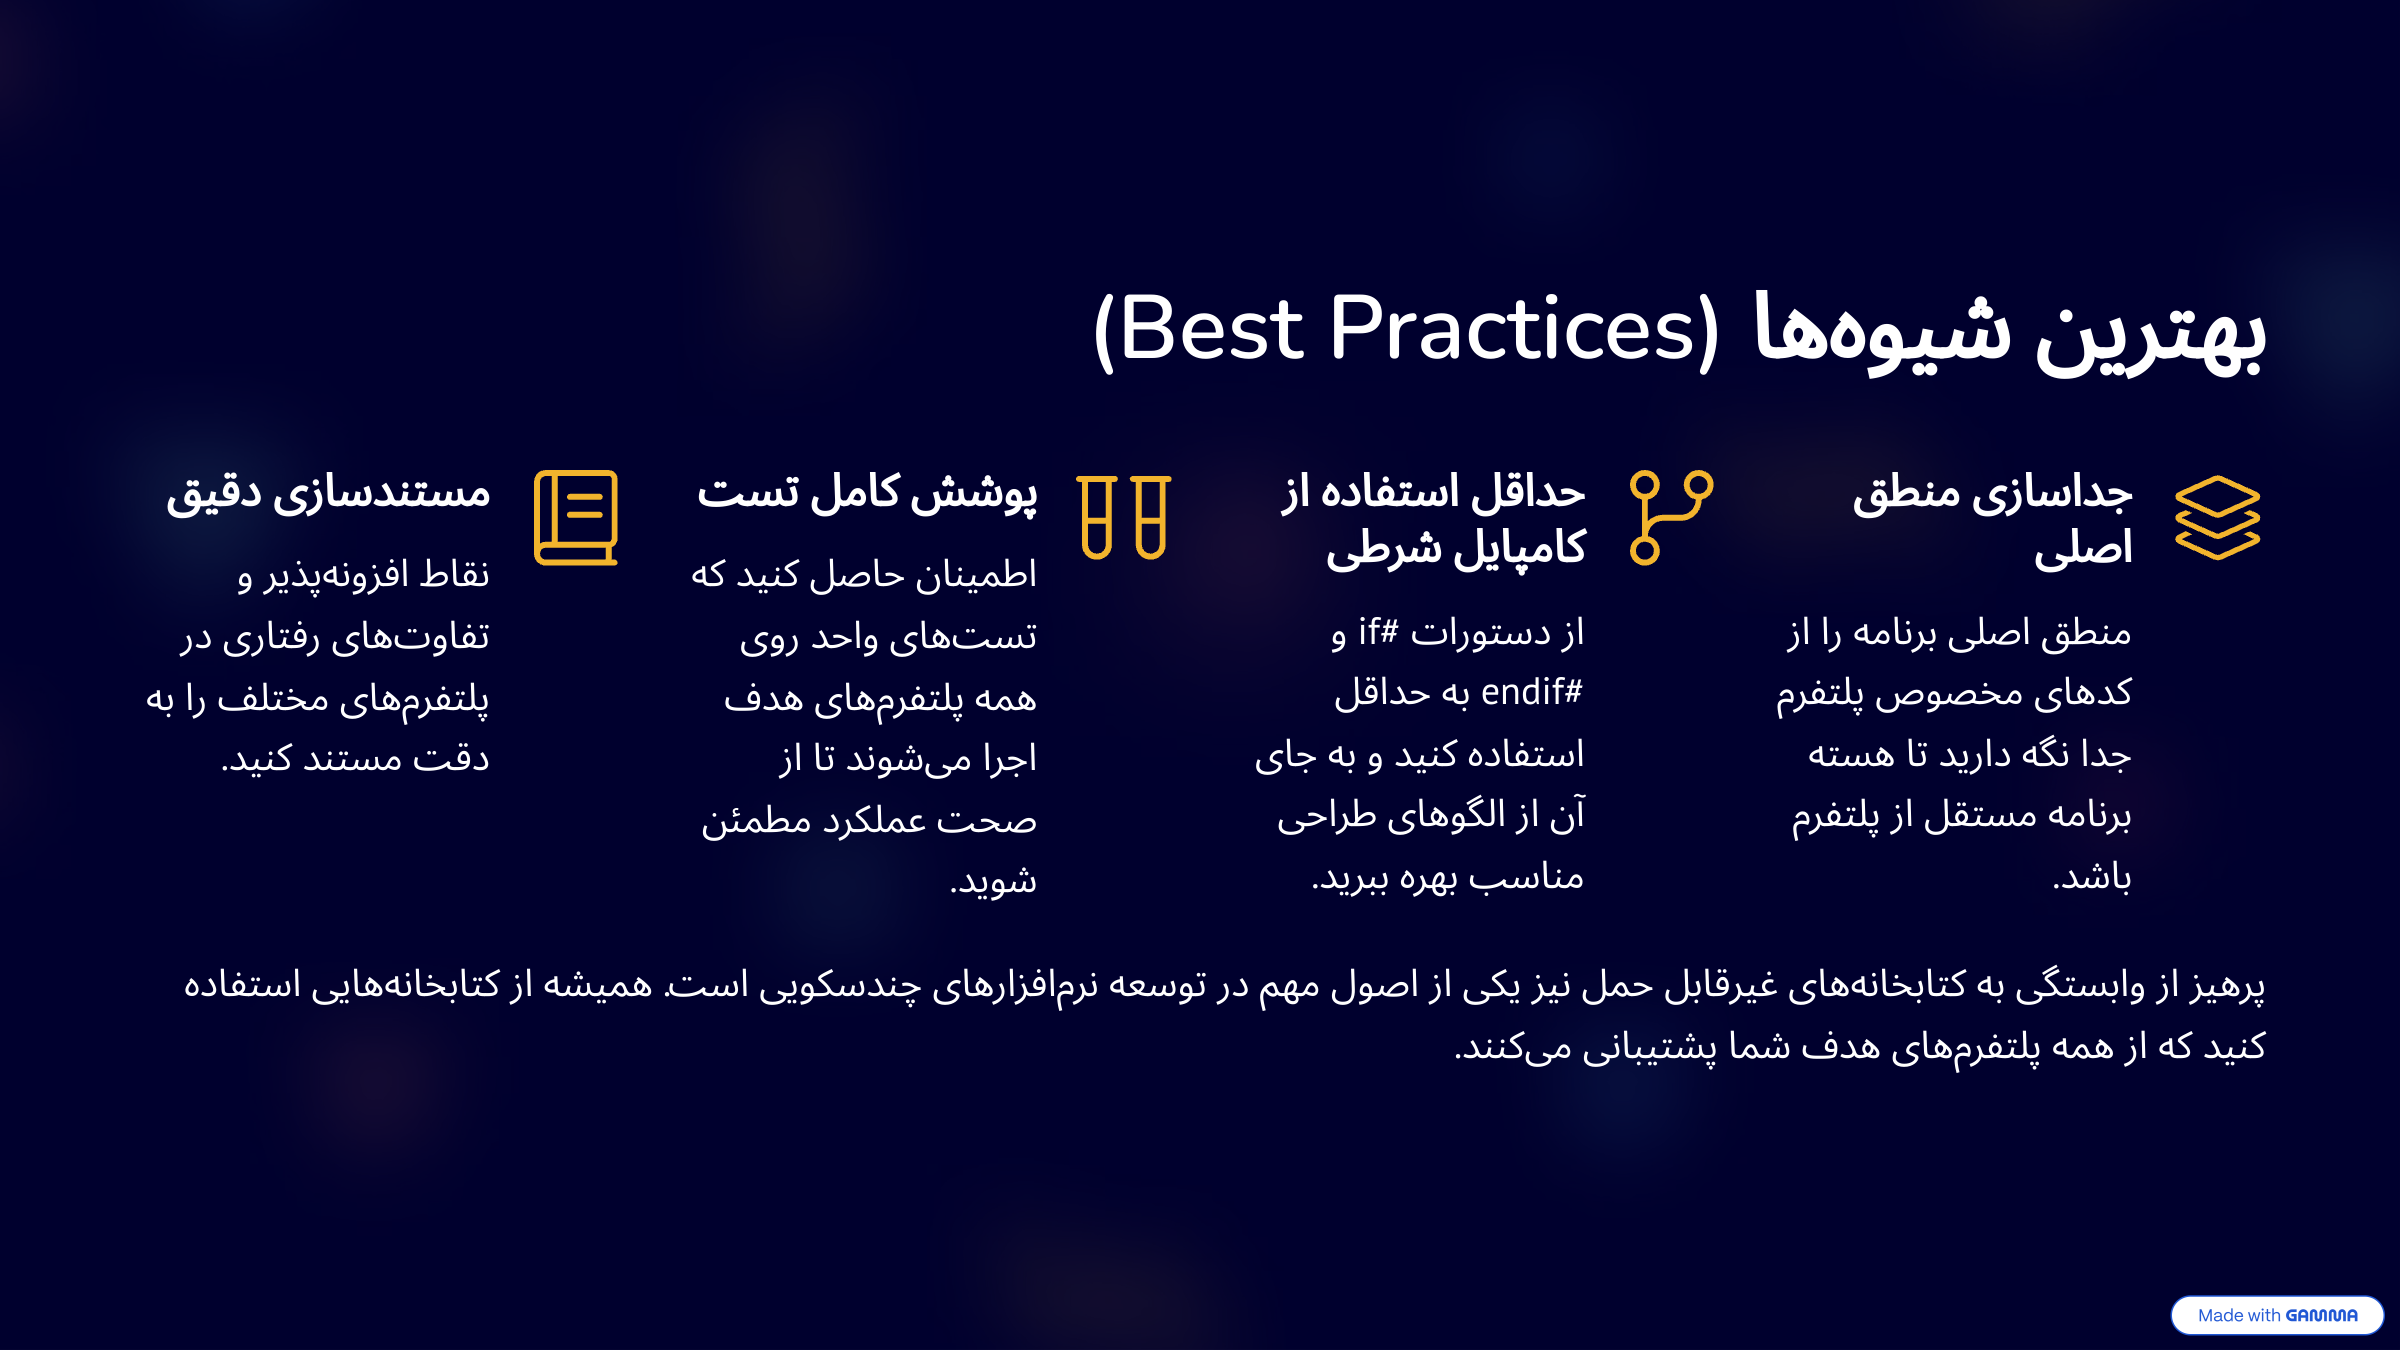 بهترین شیوه‌ها (Best Practices)
جداسازی منطق
اصلی
منطق اصلی برنامه را از
کدهای مخصوص پلتفرم
جدا نگه دارید تا هسته
برنامه مستقل از پلتفرم
باشد.
حداقل استفاده از
کامپایل شرطی
از دستورات #if و
#endif به حداقل
استفاده کنید و به جای
آن از الگوهای طراحی
مناسب بهره ببرید.
پوشش کامل تست
اطمینان حاصل کنید که
تست‌های واحد روی
همه پلتفرم‌های هدف
اجرا می‌شوند تا از
صحت عملکرد مطمئن
شوید.
مستندسازی دقیق
نقاط افزونه‌پذیر و
تفاوت‌های رفتاری در
پلتفرم‌های مختلف را به
دقت مستند کنید.
پرهیز از وابستگی به کتابخانه‌های غیرقابل حمل نیز یکی از اصول مهم در توسعه نرم‌افزارهای چندسکویی است. همیشه از کتابخانه‌هایی استفاده
کنید که از همه پلتفرم‌های هدف شما پشتیبانی می‌کنند.
Made with GAMMA